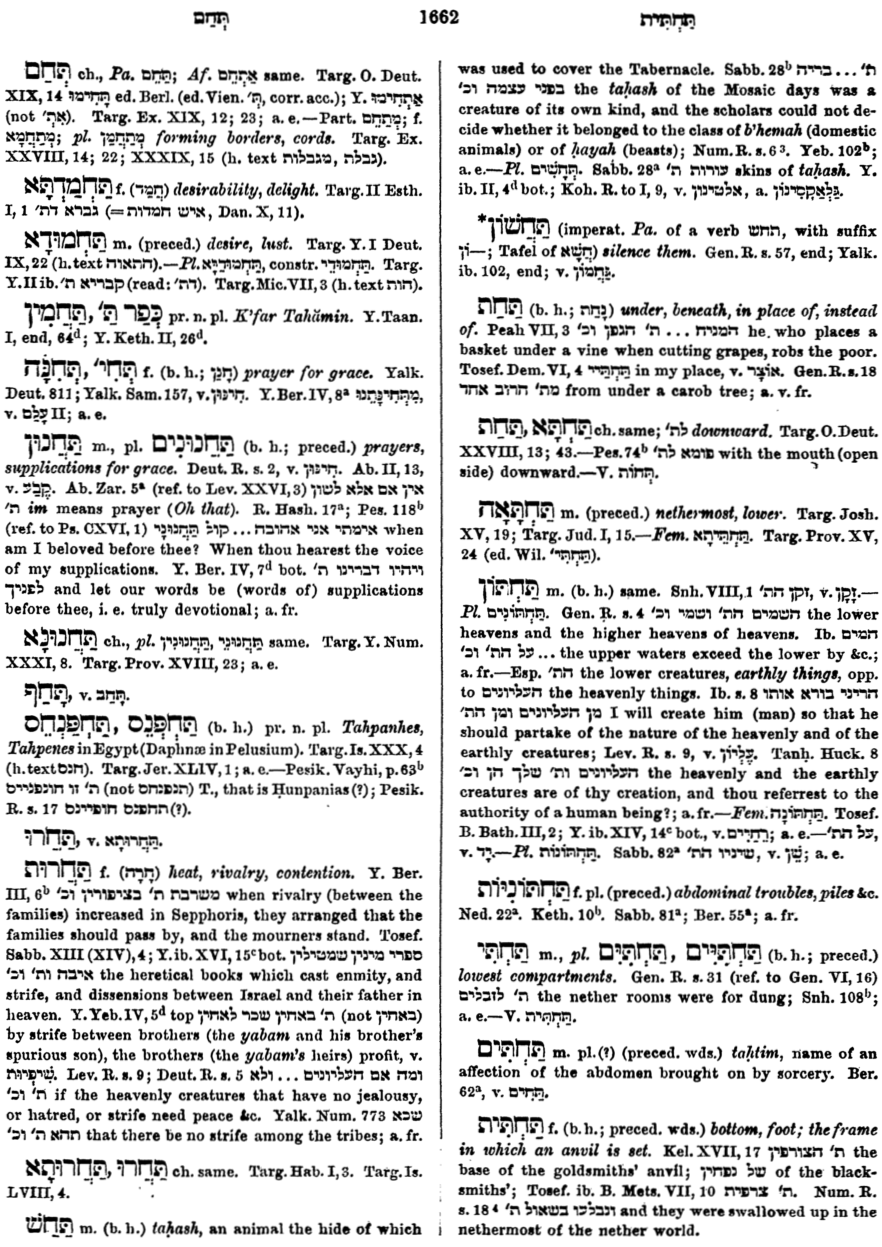 תְּחַם 1662 תַּחְתִּית
תְּחַם ch., Pa. תַּחֵם; Af. אַתְחֵם same. Targ. O. Deut.
XIX, 14 תַּחִימוּ ed. Berl. (ed. Vien. 'תְּ, corr. acc.); Y. אַתְחִימוּ
(not 'אִתְ). Targ. Ex. XIX, 12; 23; a. e.—Part. מְתַחֵם; f.
מְתַחֲמָא; pl. מְתַחֲמָן forming borders, cords. Targ. Ex.
XXVIII, 14; 22; XXXIX, 15 (h. text גבלת, מגבלות).
תַּחְמַדְתָּא f. (חֲמַד) desirability, delight. Targ. II Esth.
I, 1 'גברא דת (=איש חמדות, Dan. X, 11).
תַּחְמוּדָא m. (preced.) desire, lust. Targ. Y. I Deut.
IX, 22 (h. text התאוה).—Pl. תַּחְמוּדַיָּא, constr. תַּחְמוּדֵי. Targ.
Y. II ib. 'קבריא ת (read: 'דת). Targ. Mic. VII, 3 (h. text הות).
כְּפַר תַּ', תַּחֲמִין pr. n. pl. K'far Tahămin. Y. Taan.
I, end, 64d; Y. Keth. II, 26d.
תְּחִנָּה, 'תְּחִי f. (b. h.; חָנַן) prayer for grace. Yalk.
Deut. 811; Yalk. Sam. 157, v. חִינּוּן. Y. Ber. IV, 8a מִתְּחִינָּתֵנוּ,
v. עָלַם II; a. e.
תַּחֲנוּן m., pl. תַּחֲנוּנִים (b. h.; preced.) prayers,
supplications for grace. Deut. R. s. 2, v. חִינּוּן. Ab. II, 13,
v. קֶבַע. Ab. Zar. 5a (ref to Lev. XXVI, 3) אין אם אלא לשון
'ת im means prayer (Oh that). R. Hash. 17a; Pes. 118b
(ref. to Ps. CXVI, 1) אימתי אני אהובה ... קול תַּחֲנוּנָי when
am I beloved before thee? When thou hearest the voice
of my supplications. Y. Ber. IV, 7d bot. 'ויהיו דברינו ת
לפניך and let our words be (words of) supplications
before thee, i. e. truly devotional; a. fr.
תַּחֲנוּנָא ch., pl. תַּחֲנוּנֵי, תַּחֲנוּנִין same. Targ. Y. Num.
XXXI, 8. Targ. Prov. XVIII, 23; a. e.
תָּחַף, v. תָּחַב.
תַּחְפְּנֵס, תַּחְפַּנְחֵס (b. h.) pr. n. pl. Tahpanhes,
Tahpenes in Egypt (Daphnæ in Pelusium). Targ. Is. XXX, 4
(h. text חנס). Targ. Jer. XLIV, 1; a. e.—Pesik. Vayhi, p. 63b
ת' זו חונפנייס (not תנפנחס) T., that is Ḥunpanias (?); Pesik.
R. s. 17 תחפנס חופיינס (?).
תַּחֲרוּ, v. תַּחֲרוּתָא.
תַּחֲרוּת f. (חָרָה) heat, rivalry, contention. Y. Ber.
III, 6b 'משרבת ת' בציפורין וכ when rivalry (between the
families) increased in Sepphoris, they arranged that the
families should pass by, and the mourners stand. Tosef.
Sabb. XIII (XIV), 4; Y. ib. XVI, 15c bot. ספרי מינין שמטילין
'איבה ות' וכ the heretical books which cast enmity, and
strife, and dissensions between Israel and their father in
heaven. Y. Yeb. IV, 5d top ת' באחין שכר לאחין (not באחין)
by strife between brothers (the yabam and his brother's
spurious son), the brothers (the yabam's heirs) profit, v.
שְׁפִיוּת. Lev. R. s. 9; Deut. R. s. 5 ומה אם העליונים ... ולא
'ת' וכ if the heavenly creatures that have no jealousy,
or hatred, or strife need peace &c. Yalk. Num. 773 שכא
'תהא ת' וכ that there be no strife among the tribes; a. fr.
תַּחֲרוּ, תַּחֲרוּתָא ch. same. Targ. Hab. I, 3. Targ. Is.
LVIII, 4.
תַּחַשׁ m. (b. h.) taḥash, an animal the hide of which
was used to cover the Tabernacle. Sabb. 28b ת' ... בריה
'בפני עצמה וכ the taḥash of the Mosaic days was a
creature of its own kind, and the scholars could not de-
cide whether it belonged to the class of b'hemah (domestic
animals) or of ḥayah (beasts); Num. R. s. 6 3. Yeb. 102b;
a. e.—Pl. תְּחָשִׁים. Sabb. 28a 'עורות ת skins of taḥash. Y.
ib. II, 4d bot.; Koh. R. to I, 9, v. אלטינון, a. גַּלַאקְסִינוֹן.
*תַּחֲשׁוֹן (imperat. Pa. of a verb תחש, with suffix
וֹן—; Tafel of חֲשָׁא) silence them. Gen. R. s. 57, end; Yalk.
ib. 102, end; v. נַחֲמוֹן.
תַּחַת (b. h.; נָחַת) under, beneath, in place of, instead
of. Peah VII, 3 'המניח ... ת' הגפן וכ he who places a
basket under a vine when cutting grapes, robs the poor.
Tosef. Dem. VI, 4 תַּחְתַּיי in my place, v. אוֹצָר. Gen. R. s. 18
מת' חרוב אחד from under a carob tree; a. v. fr.
תַּחְתָּא, תַּחַת ch. same; 'לת downward. Targ. O. Deut.
XXVIII, 13; 43.—Pes. 74b 'פומא לת with the mouth (open
side) downward.—V. תְּחוֹת.
תַּחְתָּאָה m. (preced.) nethermost, lower. Targ. Josh.
XV, 19; Targ. Jud. I, 15.—Fem. תַּחְתֵּיתָא. Targ. Prov. XV,
24 (ed. Wil. 'תַּחְתִּי).
תַּחְתּוֹן m. (b. h.) same. Snh. VIII, 1 'זקן הת, v. זָקָן.—
Pl. תַּחְתּוֹנִים. Gen. R. s. 4 'השמים הת' ושמי וכ the lower
heavens and the higher heavens of heavens. Ib. המים
'על הת' וכ ... the upper waters exceed the lower by &c.;
a. fr.—Esp. 'הת the lower creatures, earthly things, opp.
to העליונים the heavenly things. Ib. s. 8 הריני בורא אותו
'מן העליונים ומן הת I will create him (man) so that he
should partake of the nature of the heavenly and of the
earthly creatures; Lev. R. s. 9, v. עֶלְיוֹן. Tanḥ. Huck. 8
'העליונים ות' שלך הן וכ the heavenly and the earthly
creatures are of thy creation, and thou referrest to the
authority of a human being?; a. fr.—Fem. תַּחְתּוֹנָה. Tosef.
B. Bath. III, 2; Y. ib. XIV, 14c bot., v. רֵחַיִים; a. e.—'על הת,
v. יָד.—Pl. תַּחְתּוֹנוֹת. Sabb. 82a 'שיניו הת, v. שֵׁן; a. e.
תַּחְתּוֹנִיּוֹת f. pl. (preced.) abdominal troubles, piles &c.
Ned. 22a. Keth. 10b. Sabb. 81a; Ber. 55a; a. fr.
תַּחְתִּי m., pl. תַּחְתִּיִּים, תַּחְתִּים (b. h.; preced.)
lowest compartments. Gen. R. s. 31 (ref. to Gen. VI, 16)
ת' לזבלים the nether rooms were for dung; Snh. 108b;
a. e.—V. תַּחְתִּית.
תַּחְתִּים m. pl. (?) (preced. wds.) taḥtim, name of an
affection of the abdomen brought on by sorcery. Ber.
62a, v. תַּחִים.
תַּחְתִּית f. (b. h.; preced. wds.) bottom, foot; the frame
in which an anvil is set. Kel. XVII, 17 ת' הצורפין the
base of the goldsmiths' anvil; של נפחין of the black-
smiths'; Tosef. ib. B. Mets. VII, 10 ת' צרפית. Num. R.
s. 18 4 'ונבלעו בשאול ת and they were swallowed up in the
nethermost of the nether world.